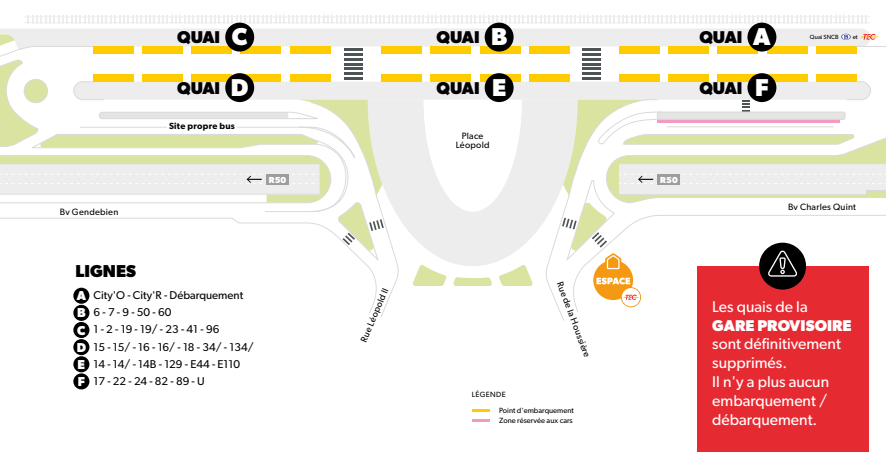 QUAI C
QUAI B
QUAI A
Quai SNCB B et TEC
QUAI D
QUAI E
QUAI F
Site propre bus
Place
Léopold
← R50
← R50
Bv Gendebien
Bv Charles Quint
ESPACE
TEC
Rue Léopold II
Rue de la Houssière
LIGNES
A City'O - City'R - Débarquement
B 6 - 7 - 9 - 50 - 60
C 1 - 2 - 19 - 19/ - 23 - 41 - 96
D 15 - 15/ - 16 - 16/ - 18 - 34/ - 134/
E 14 - 14/ - 14B - 129 - E44 - E110
F 17 - 22 - 24 - 82 - 89 - U
LÉGENDE
Point d'embarquement
Zone réservée aux cars
Les quais de la
GARE PROVISOIRE
sont définitivement
supprimés.
Il n'y a plus aucun
embarquement /
débarquement.